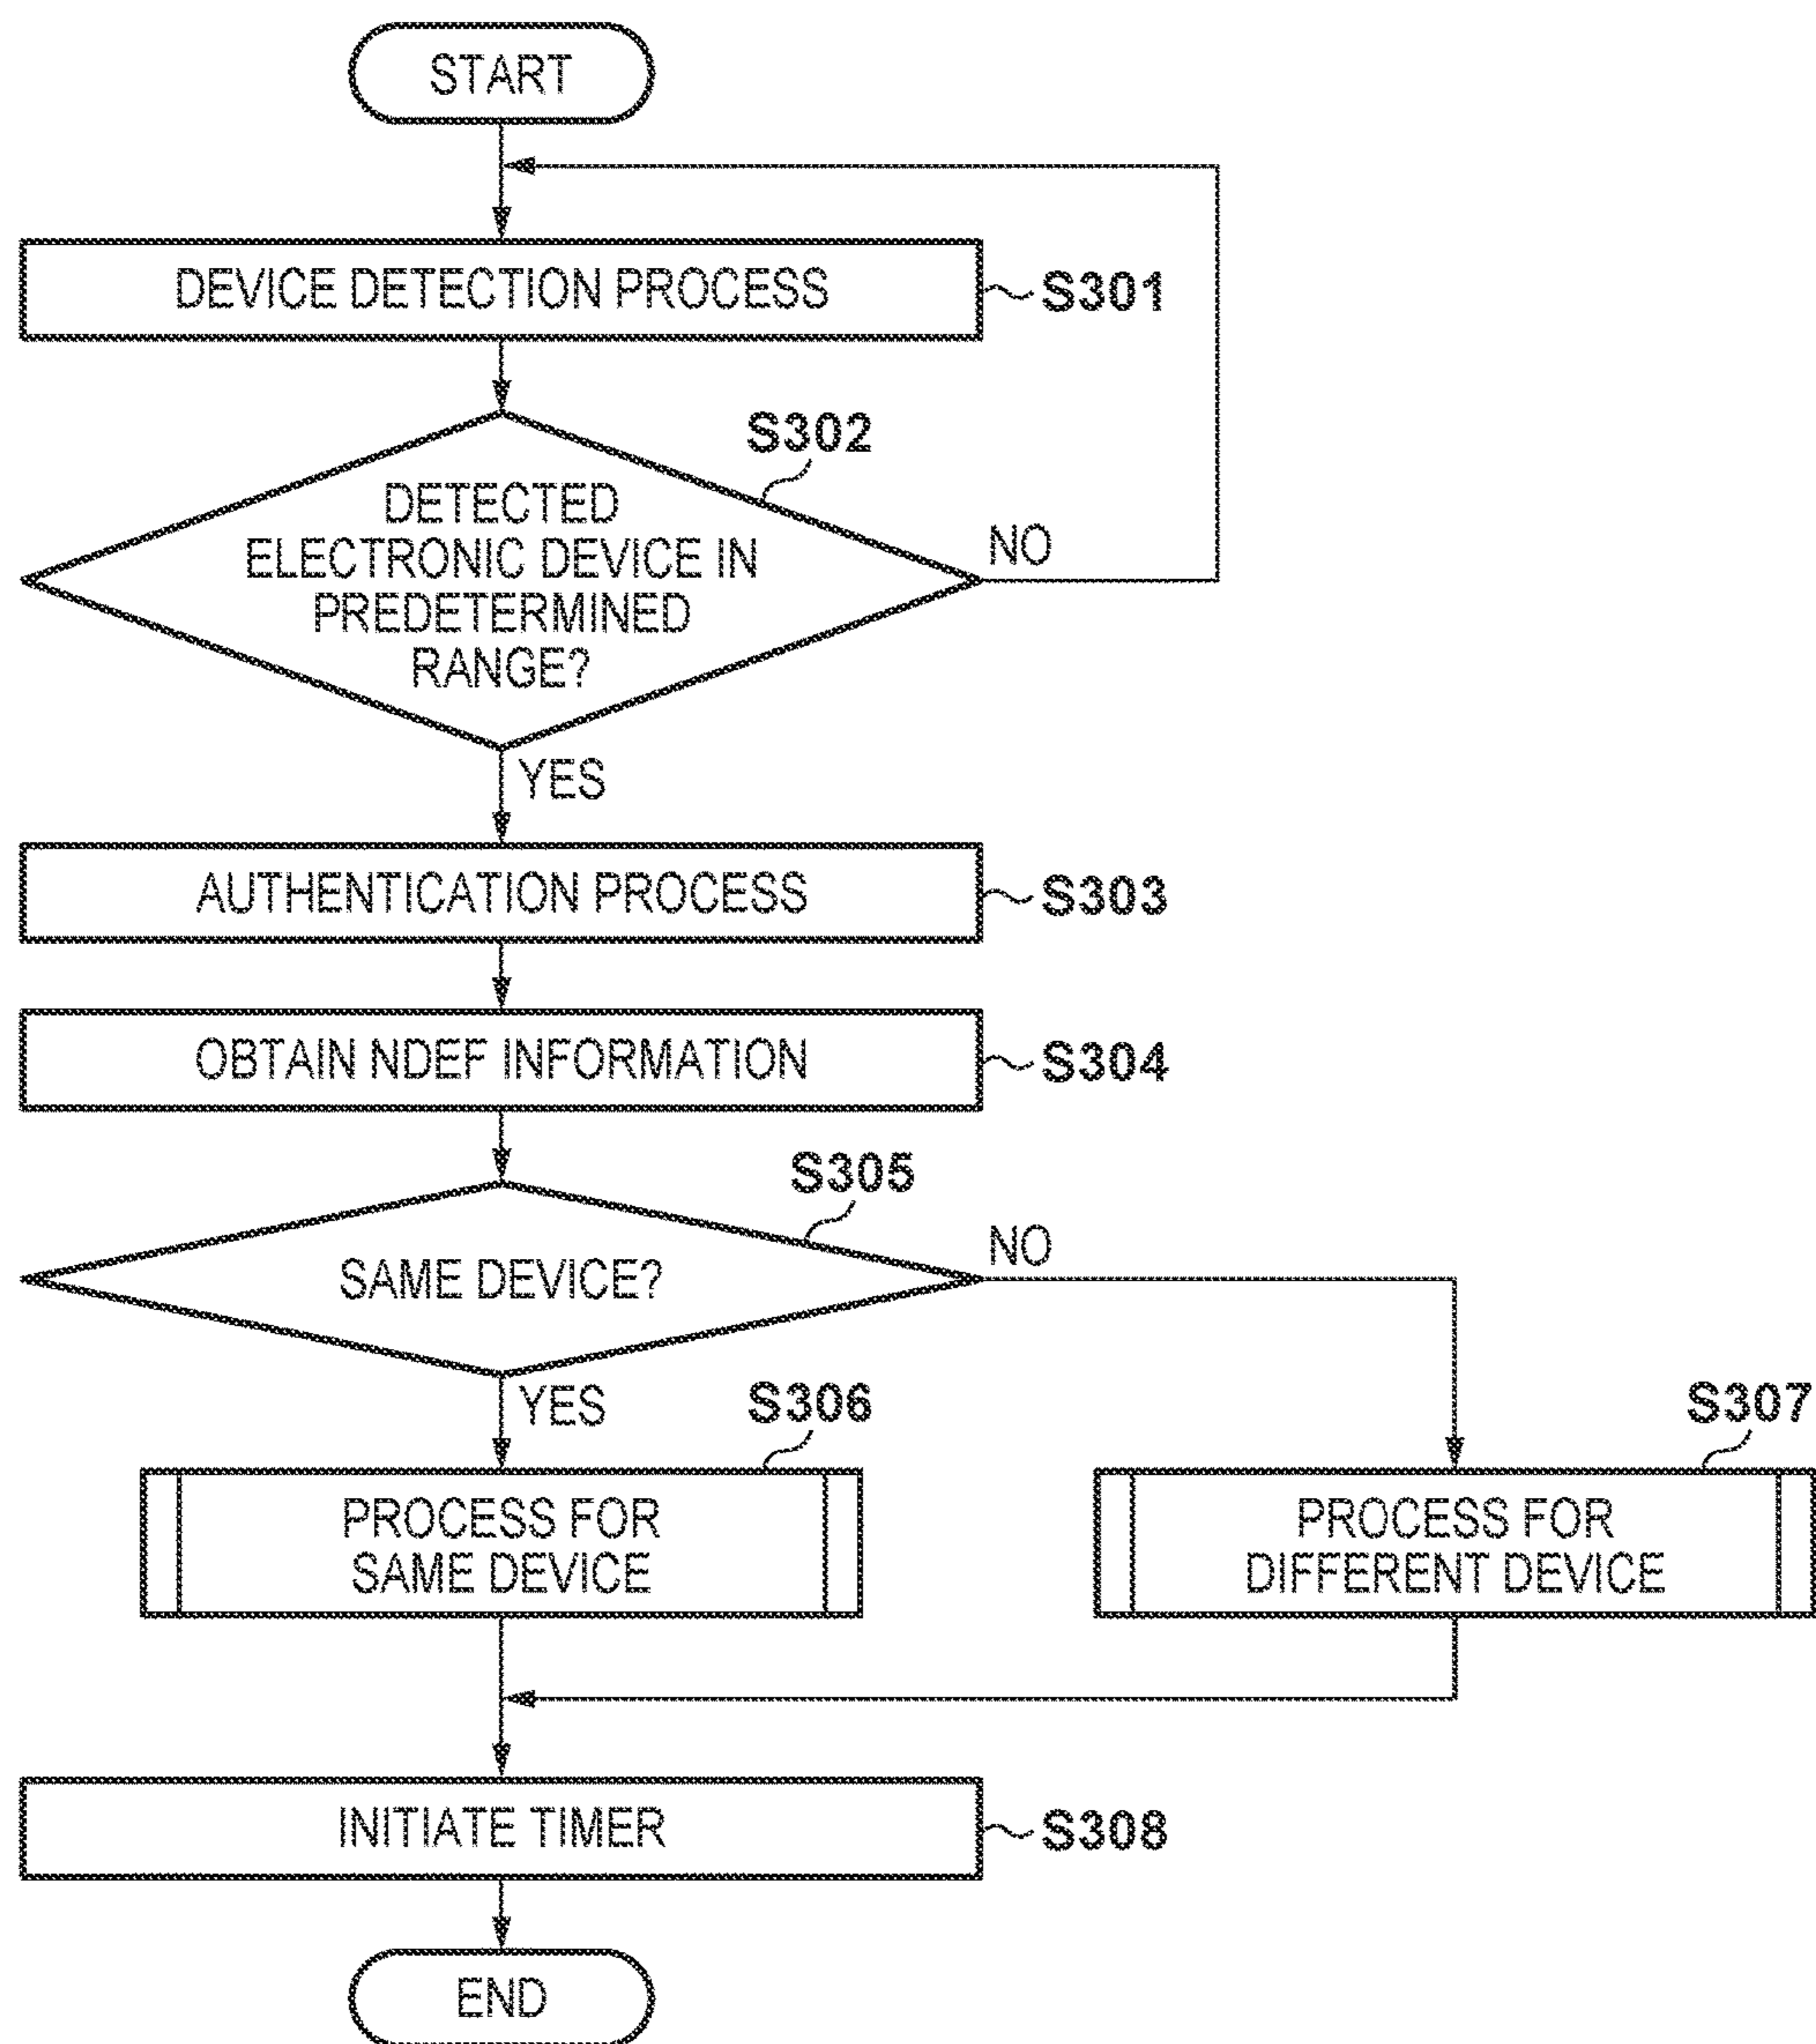 START
DEVICE DETECTION PROCESS
S301
S302
DETECTED
ELECTRONIC DEVICE IN
PREDETERMINED
RANGE?
NO
YES
AUTHENTICATION PROCESS
S303
OBTAIN NDEF INFORMATION
S304
S305
SAME DEVICE?
NO
YES
S306
S307
PROCESS FOR
SAME DEVICE
PROCESS FOR
DIFFERENT DEVICE
INITIATE TIMER
S308
END